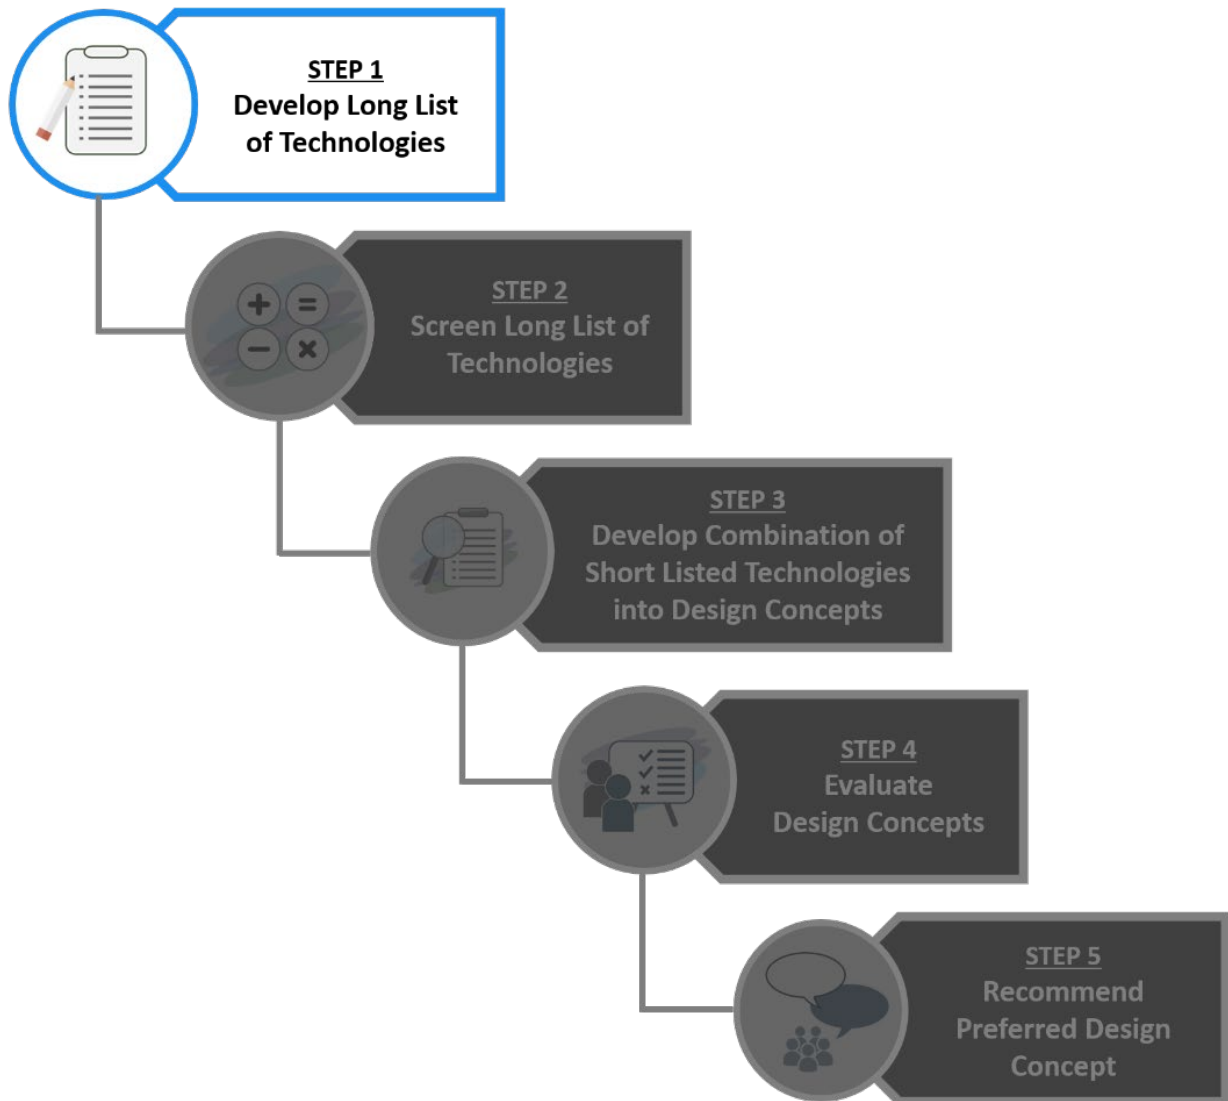 STEP 1
Develop Long List
of Technologies
STEP 2
Screen Long List of
Technologies
STEP 3
Develop Combination of
Short Listed Technologies
into Design Concepts
STEP 4
Evaluate
Design Concepts
STEP 5
Recommend
Preferred Design
Concept